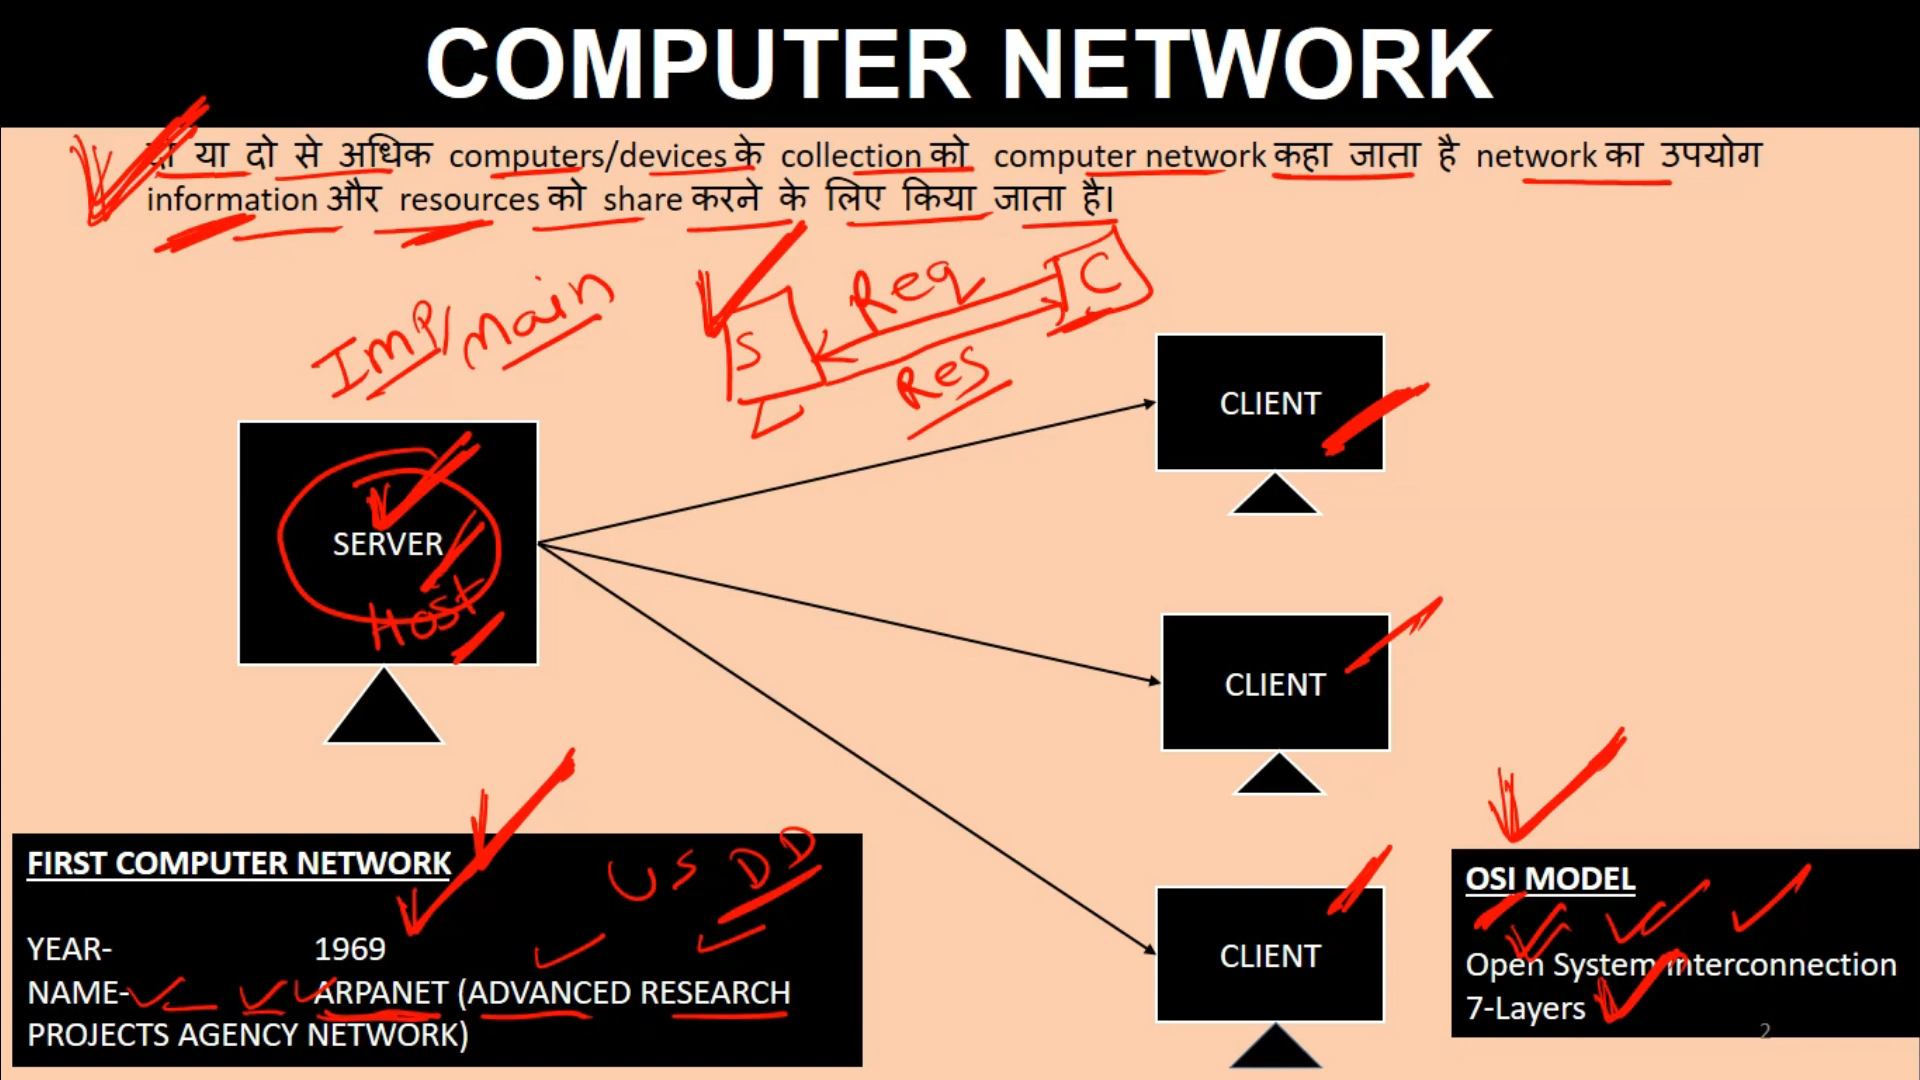 COMPUTER NETWORK
दो या दो से अधिक computers/devices के collection को computer network कहा जाता है network का उपयोग
information और resources को share करने के लिए किया जाता है।
Imp/Main
S
Req
C
Res
SERVER
Host
CLIENT
CLIENT
CLIENT
FIRST COMPUTER NETWORK
US DD
YEAR- 1969
NAME- ARPANET (ADVANCED RESEARCH
PROJECTS AGENCY NETWORK)
OSI MODEL
Open System Interconnection
7-Layers
2